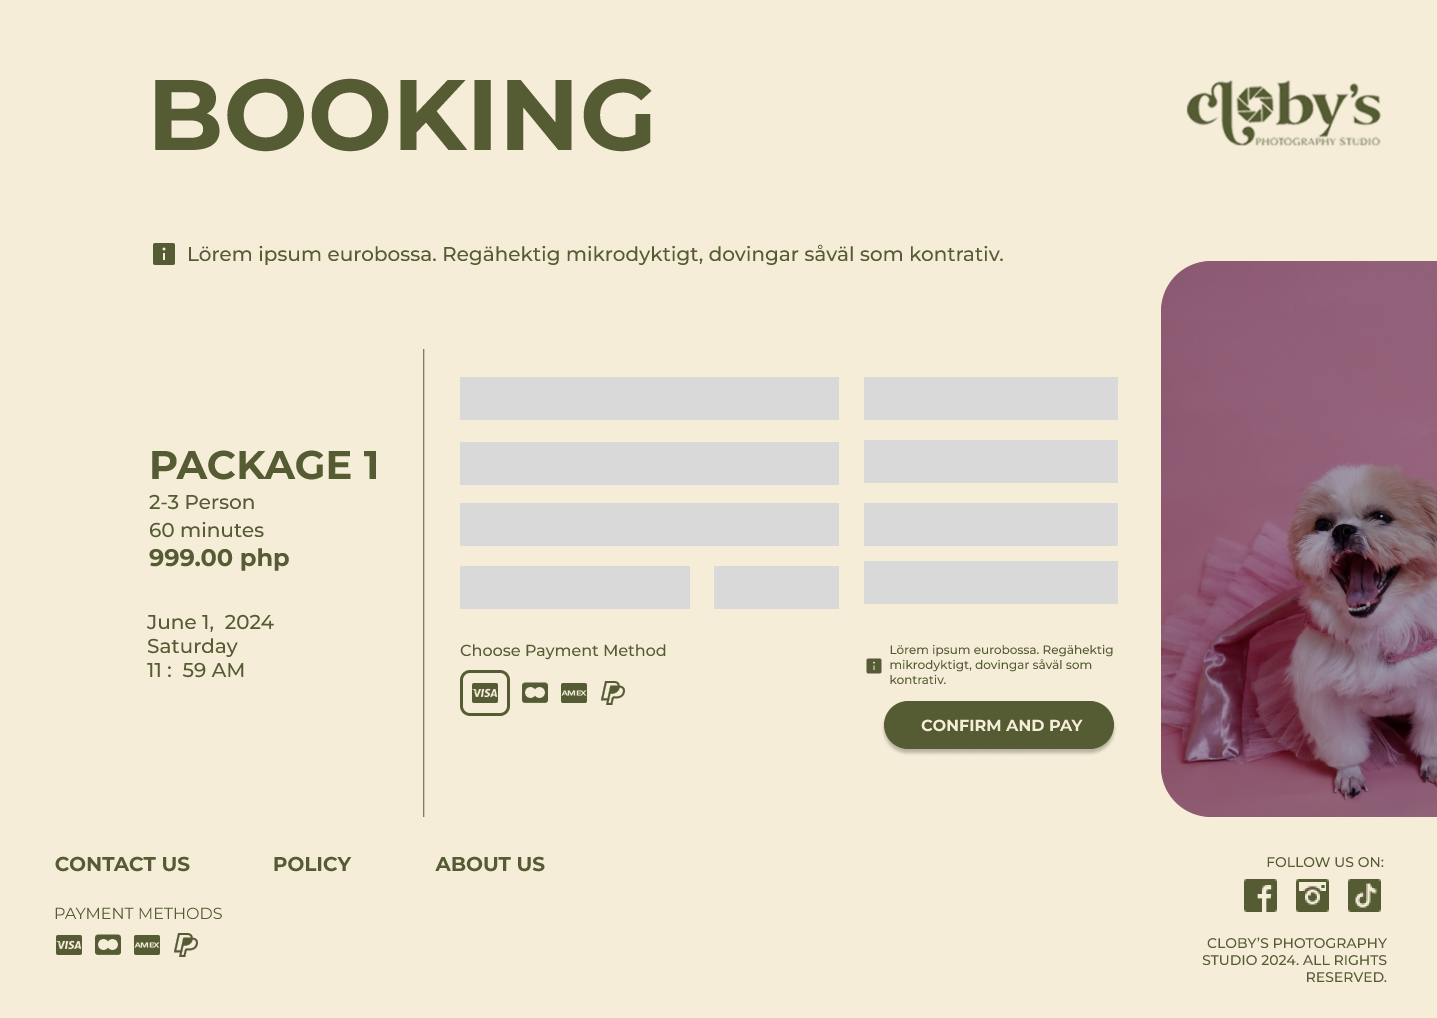 BOOKING
cloby's
PHOTOGRAPHY STUDIO
Lörem ipsum eurobossa. Regähektig mikrodyktigt, dovingar såväl som kontrativ.
PACKAGE 1
2-3 Person
60 minutes
999.00 php
June 1,  2024
Saturday
11 :  59 AM
Choose Payment Method
VISA
AMEX
Lörem ipsum eurobossa. Regähektig
mikrodyktigt, dovingar såväl som
kontrativ.
CONFIRM AND PAY
CONTACT US
POLICY
ABOUT US
PAYMENT METHODS
VISA
AMEX
FOLLOW US ON:
CLOBY’S PHOTOGRAPHY
STUDIO 2024. ALL RIGHTS
RESERVED.